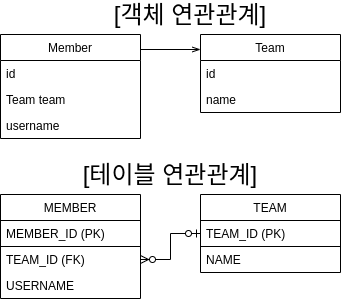 [객체 연관관계]
Member
id
Team team
username
Team
id
name
[테이블 연관관계]
MEMBER
MEMBER_ID (PK)
TEAM_ID (FK)
USERNAME
TEAM
TEAM_ID (PK)
NAME